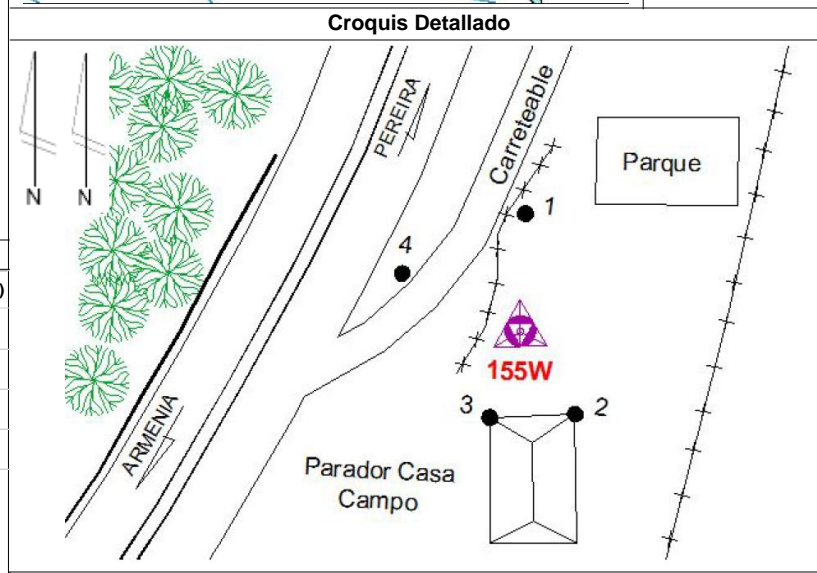 Croquis Detallado
N N
PEREIRA
Carreteable
Parque
1
4
155W
3
2
ARMENIA
Parador Casa
Campo